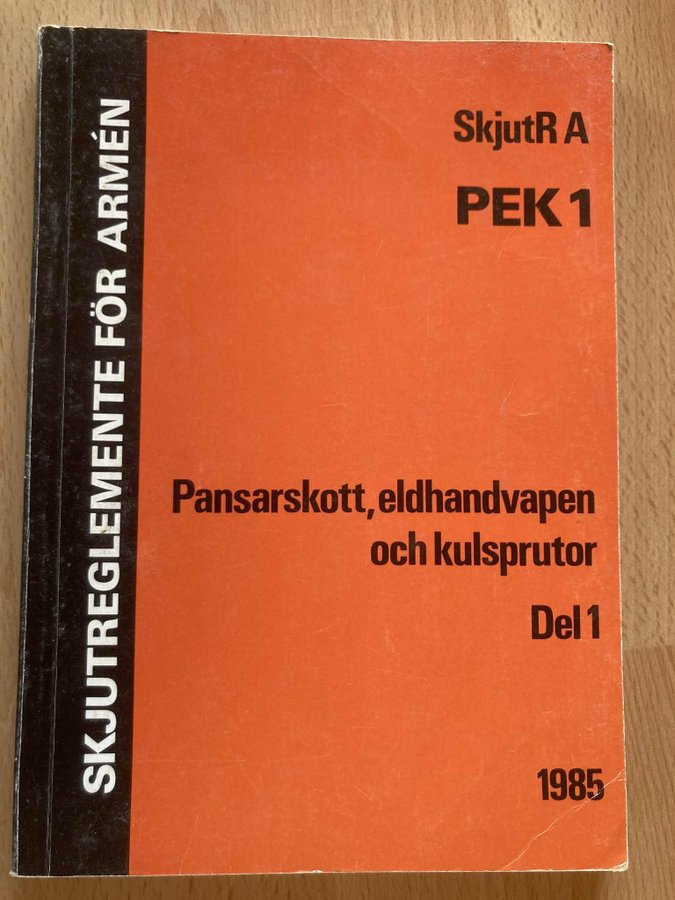 SKJUTREGLEMENTE FÖR ARMÉN
SkjutR A
PEK 1
Pansarskott, eldhandvapen
och kulsprutor
Del 1
1985